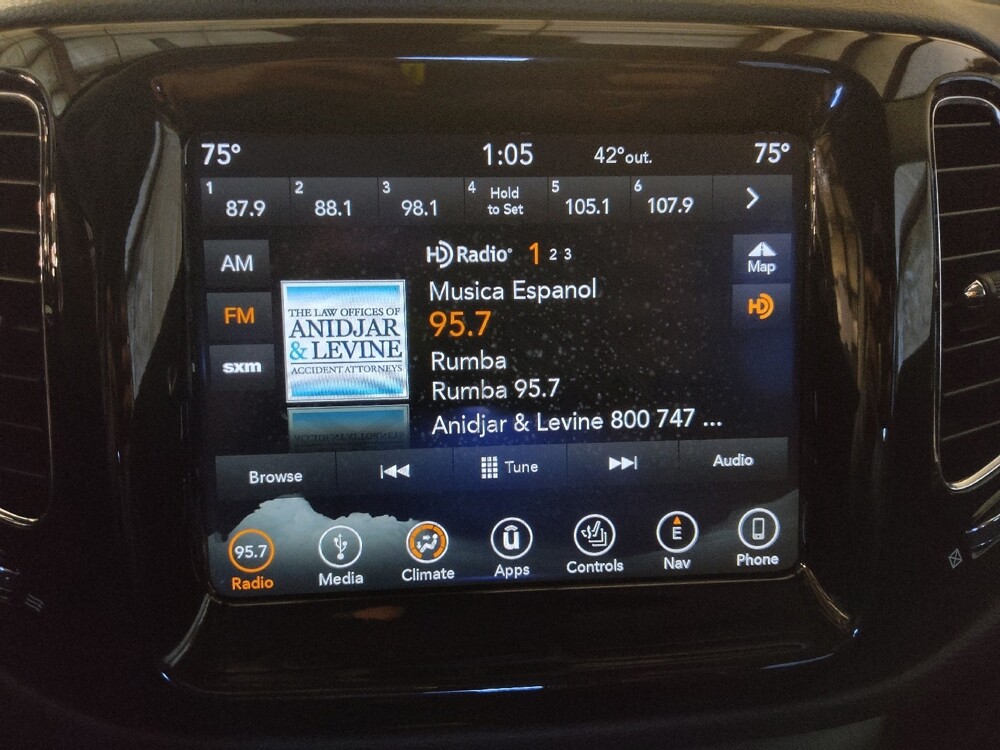 75° 1:05 42°out. 75°
1 87.9 2 88.1 3 98.1 4 Hold to Set 5 105.1 6 107.9
AM
FM
sxm
HD Radio® 1 2 3
Musica Espanol
95.7
Rumba
Rumba 95.7
Anidjar & Levine 800 747 ...
THE LAW OFFICES OF
ANIDJAR
& LEVINE
ACCIDENT ATTORNEYS
Map
HD
Browse Tune Audio
95.7 E
Radio Media Climate Apps Controls Nav Phone